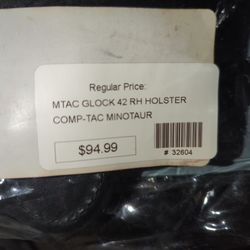 Regular Price:
MTAC GLOCK 42 RH HOLSTER
COMP-TAC MINOTAUR
$94.99
# 32604